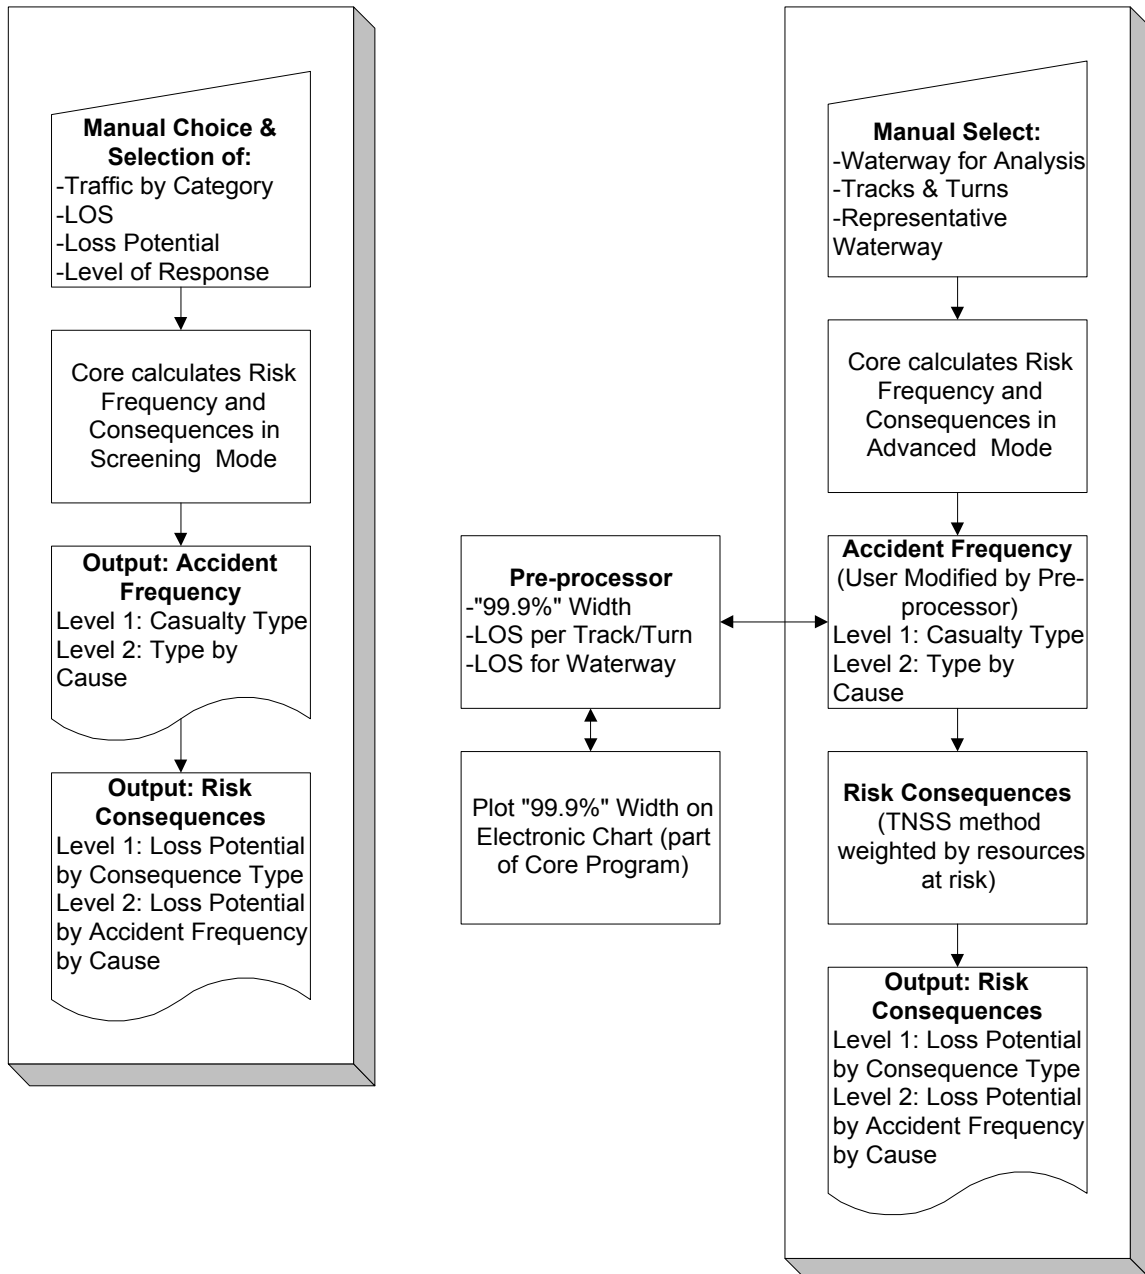 Manual Choice &
Selection of:
-Traffic by Category
-LOS
-Loss Potential
-Level of Response
Core calculates Risk
Frequency and
Consequences in
Screening  Mode
Output: Accident
Frequency
Level 1: Casualty Type
Level 2: Type by
Cause
Output: Risk
Consequences
Level 1: Loss Potential
by Consequence Type
Level 2: Loss Potential
by Accident Frequency
by Cause
Pre-processor
-"99.9%" Width
-LOS per Track/Turn
-LOS for Waterway
Plot "99.9%" Width on
Electronic Chart (part
of Core Program)
Manual Select:
-Waterway for Analysis
-Tracks & Turns
-Representative
Waterway
Core calculates Risk
Frequency and
Consequences in
Advanced  Mode
Accident Frequency
(User Modified by Pre-
processor)
Level 1: Casualty Type
Level 2: Type by
Cause
Risk Consequences
(TNSS method
weighted by resources
at risk)
Output: Risk
Consequences
Level 1: Loss Potential
by Consequence Type
Level 2: Loss Potential
by Accident Frequency
by Cause